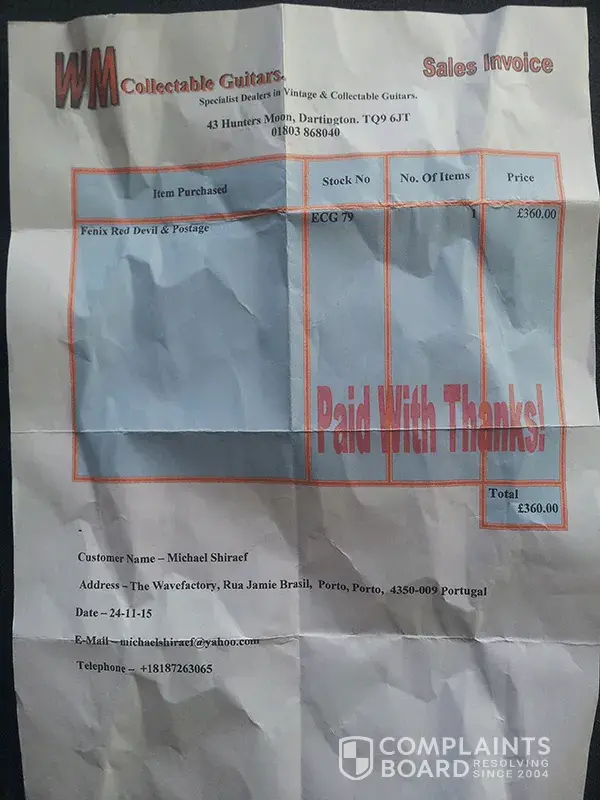 WM Collectable Guitars.
Sales Invoice
Specialist Dealers in Vintage & Collectable Guitars.
43 Hunters Moon, Dartington. TQ9 6JT
01803 868040
Item Purchased Stock No No. Of Items Price
Fenix Red Devil & Postage ECG 79 1 £360.00
Paid With Thanks!
Total
£360.00
-
Customer Name – Michael Shiraef
Address – The Wavefactory, Rua Jamie Brasil, Porto, Porto, 4350-009 Portugal
Date – 24-11-15
E-Mail – michaelshiraef@yahoo.com
Telephone – +18187263065
COMPLAINTS
BOARD RESOLVING
SINCE 2004